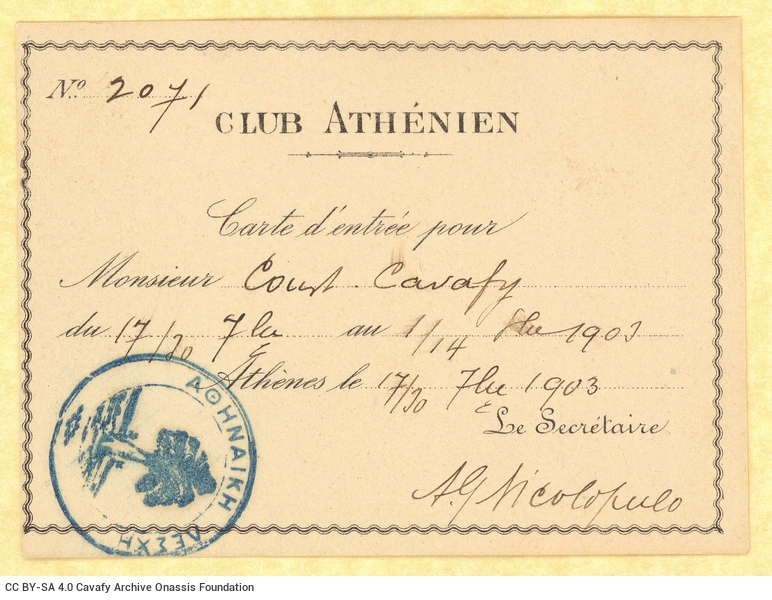 Nº 2071
CLUB ATHÉNIEN
Carte d'entrée pour
Monsieur Const. Cavafy
du 17/30 7bre au 1/14 8bre 1903
Athènes le 17/30 7bre 1903
Le Secrétaire
A G Nicolopulo
ΑΘΗΝΑΙΚΗ ΛΕΣΧΗ
CC BY-SA 4.0 Cavafy Archive Onassis Foundation